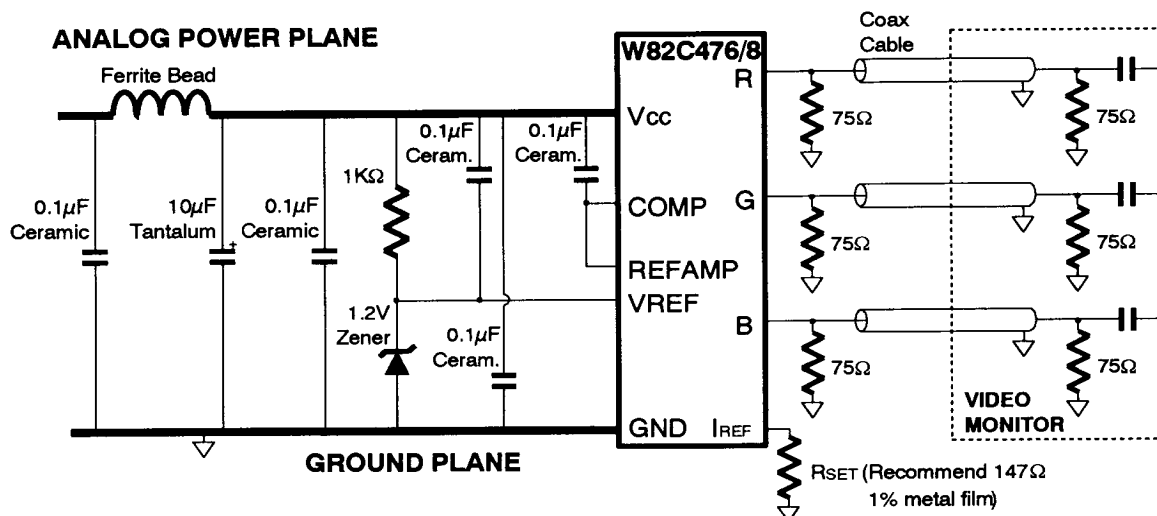 ANALOG POWER PLANE
Ferrite Bead
0.1µF
Ceramic
10µF
Tantalum
+
0.1µF
Ceramic
1KΩ
0.1µF
Ceram.
0.1µF
Ceram.
1.2V
Zener
0.1µF
Ceram.
GROUND PLANE
W82C476/8
Vcc
COMP
REFAMP
VREF
GND
R
G
B
IREF
Coax
Cable
75Ω
75Ω
75Ω
75Ω
75Ω
75Ω
VIDEO
MONITOR
RSET (Recommend 147Ω
1% metal film)